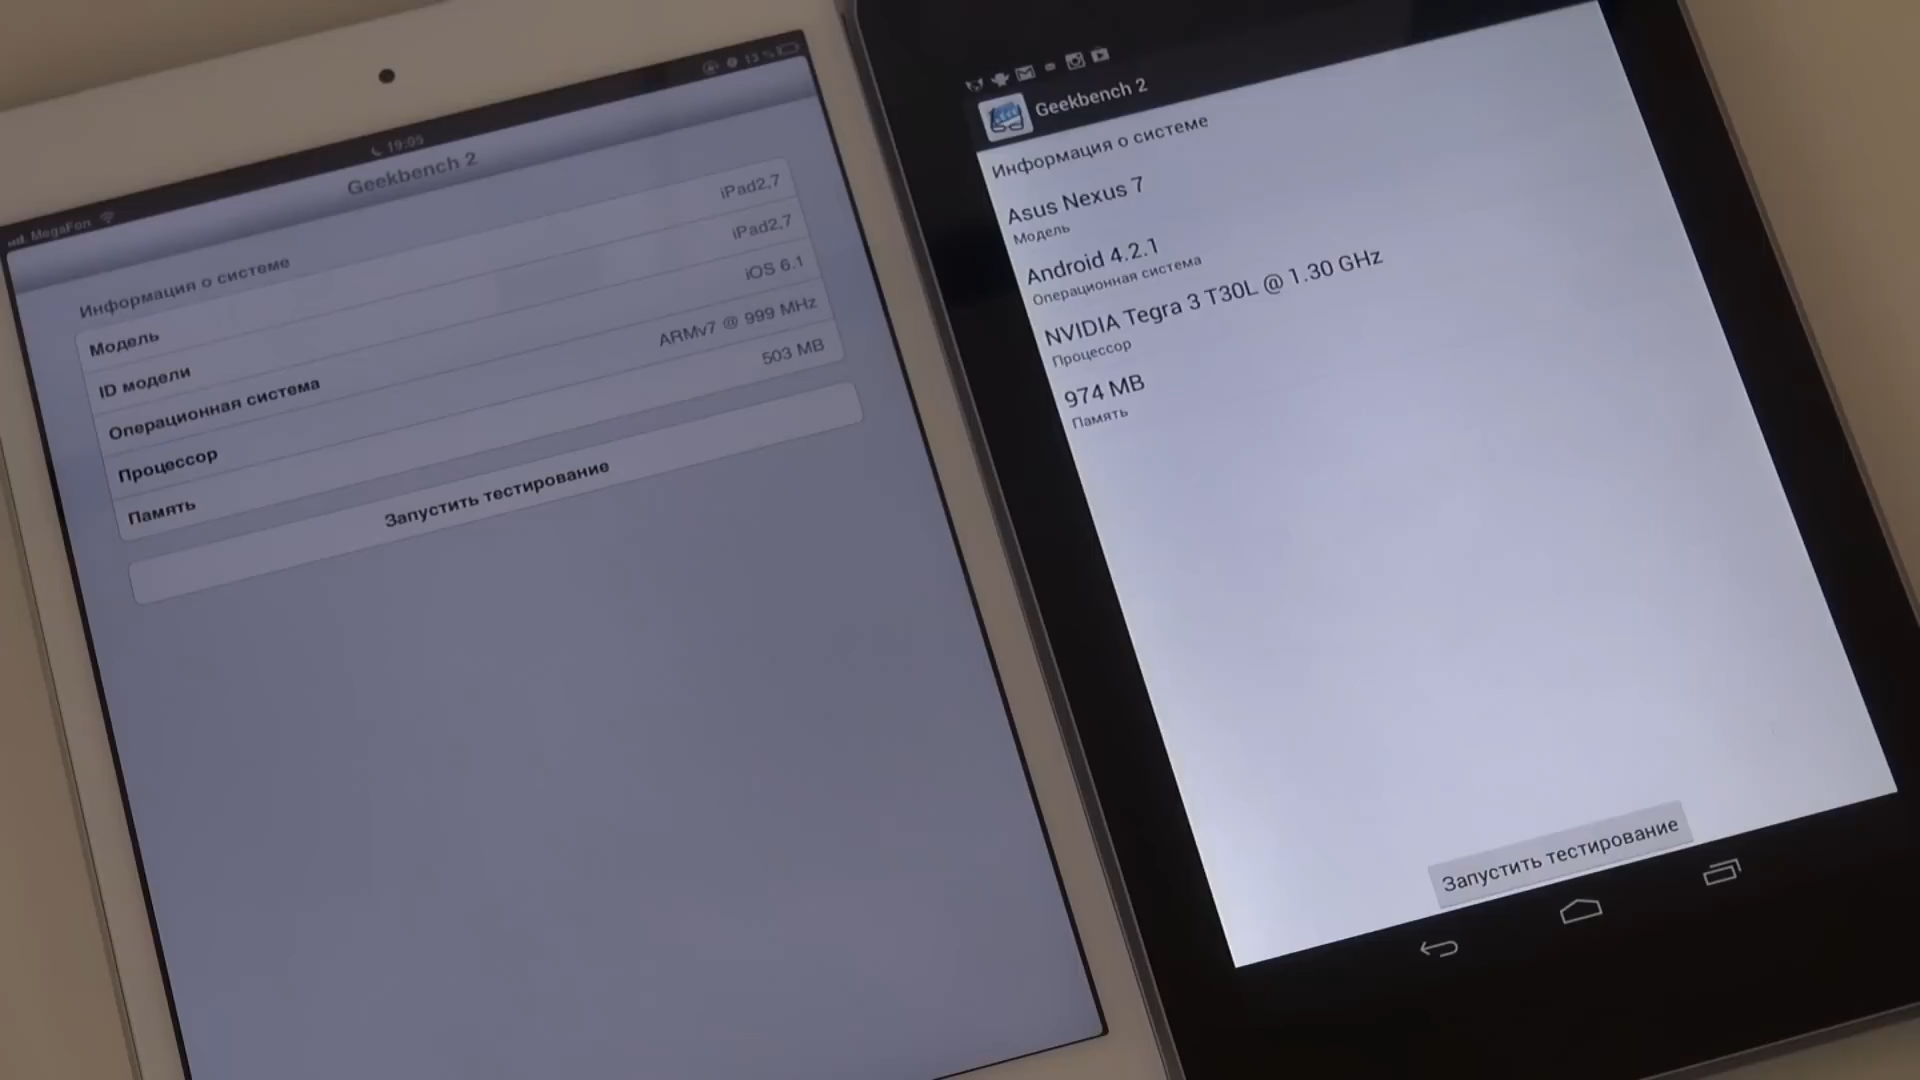 MegaFon
19:05
13 %
Geekbench 2
Информация о системе
Модель iPad2,7
ID модели iPad2,7
Операционная система iOS 6.1
Процессор ARMv7 @ 999 MHz
Память 503 MB
Запустить тестирование
Geekbench 2
Информация о системе
Asus Nexus 7
Модель
Android 4.2.1
Операционная система
NVIDIA Tegra 3 T30L @ 1.30 GHz
Процессор
974 MB
Память
Запустить тестирование